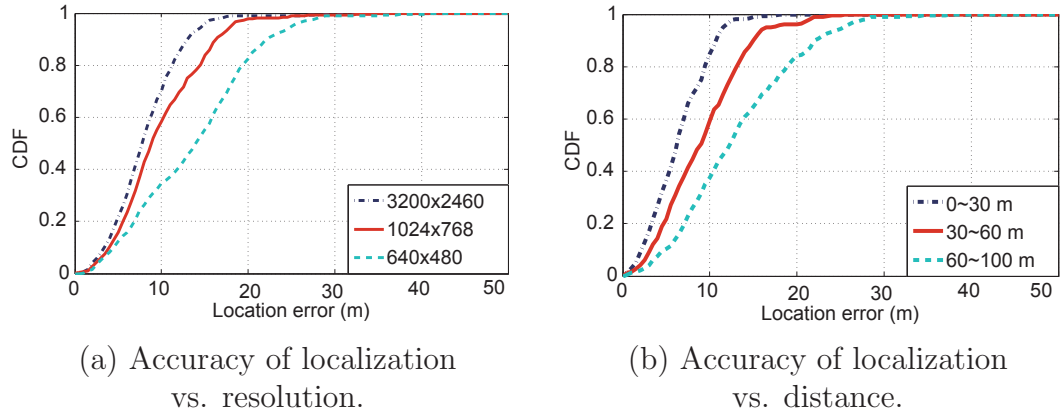 1
0.8
0.6
0.4
0.2
0
CDF
0 10 20 30 40 50
Location error (m)
3200x2460
1024x768
640x480
(a) Accuracy of localization
vs. resolution.
1
0.8
0.6
0.4
0.2
0
CDF
0 10 20 30 40 50
Location error (m)
0~30 m
30~60 m
60~100 m
(b) Accuracy of localization
vs. distance.